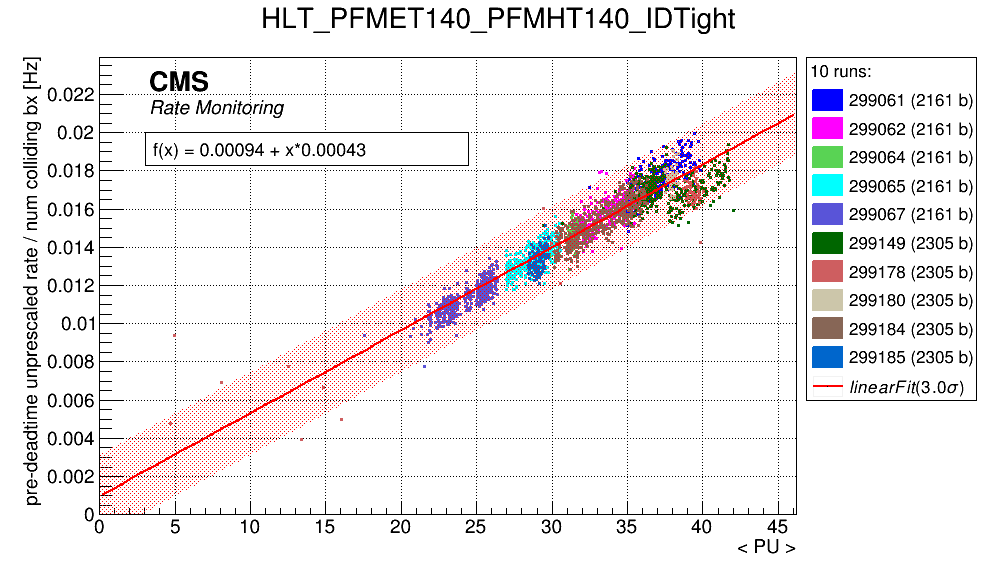 HLT_PFMET140_PFMHT140_IDTight
pre-deadtime unprescaled rate / num colliding bx [Hz]
CMS
Rate Monitoring
f(x) = 0.00094 + x*0.00043
0.022
0.02
0.018
0.016
0.014
0.012
0.01
0.008
0.006
0.004
0.002
0
0 5 10 15 20 25 30 35 40 45
< PU >
10 runs:
299061 (2161 b)
299062 (2161 b)
299064 (2161 b)
299065 (2161 b)
299067 (2161 b)
299149 (2305 b)
299178 (2305 b)
299180 (2305 b)
299184 (2305 b)
299185 (2305 b)
linearFit(3.0σ)